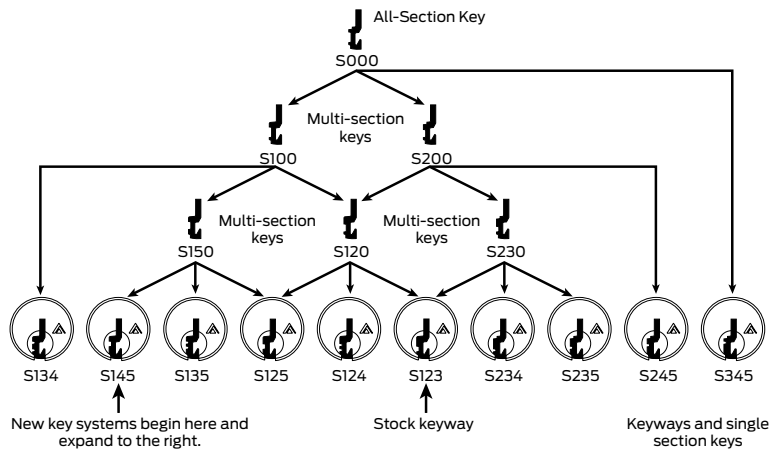 All-Section Key
S000
Multi-section
keys
S100
S200
Multi-section
keys
Multi-section
keys
S150
S120
S230
S134
S145
S135
S125
S124
S123
S234
S235
S245
S345
New key systems begin here and
expand to the right.
Stock keyway
Keyways and single
section keys